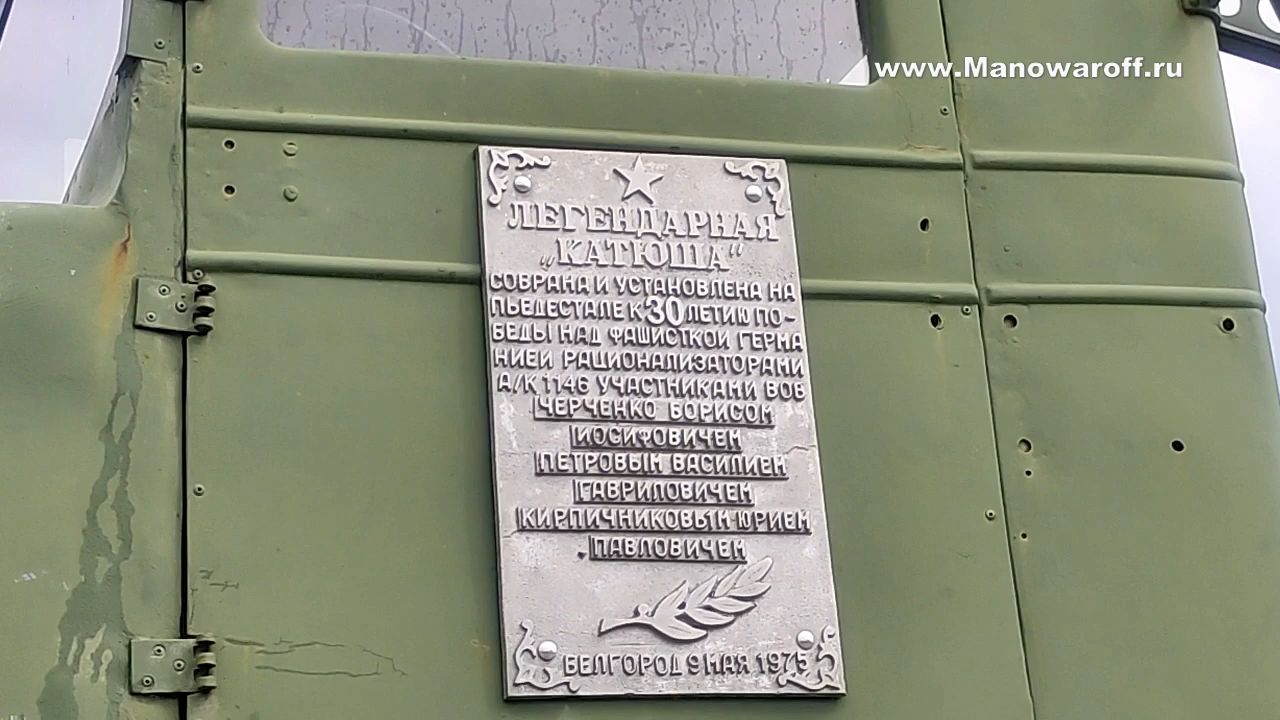 www.Manowaroff.ru
ЛЕГЕНДАРНАЯ
„КАТЮША"
СОБРАНА И УСТАНОВЛЕНА НА
ПЬЕДЕСТАЛЕ К 30 ЛЕТИЮ ПО-
БЕДЫ НАД ФАШИСТКОЙ ГЕРМА
НИЕЙ РАЦИОНАЛИЗАТОРАМИ
А/К 1146 УЧАСТНИКАМИ ВОВ
ЧЕРЧЕНКО БОРИСОМ
ИОСИФОВИЧЕМ
ПЕТРОВЫМ ВАСИЛИЕМ
ГАВРИЛОВИЧЕМ
КИРПИЧНИКОВЫМ ЮРИЕМ
ПАВЛОВИЧЕМ
БЕЛГОРОД 9 МАЯ 1975